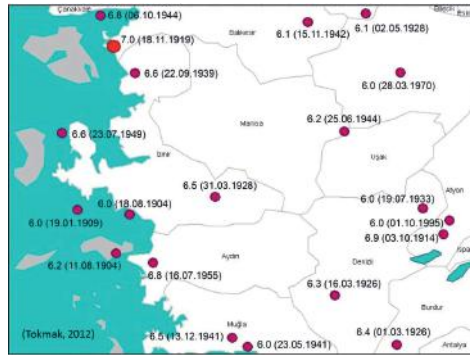 Çanakkale
6.8 (06.10.1944)
7.0 (18.11.1919)
Balıkesir
6.1 (15.11.1942)
6.1 (02.05.1928)
Bilecik
6.6 (22.09.1939)
6.0 (28.03.1970)
Manisa
6.2 (25.06.1944)
6.6 (23.07.1949)
İzmir
Uşak
6.5 (31.03.1928)
6.0 (18.08.1904)
6.0 (19.01.1909)
6.0 (19.07.1933)
Afyon
6.0 (01.10.1995)
6.9 (03.10.1914)
6.2 (11.08.1904)
Aydın
6.8 (16.07.1955)
Denizli
6.3 (16.03.1926)
Burdur
(Tokmak, 2012)
Muğla
6.5 (13.12.1941)
6.0 (23.05.1941)
6.4 (01.03.1926)
Antalya